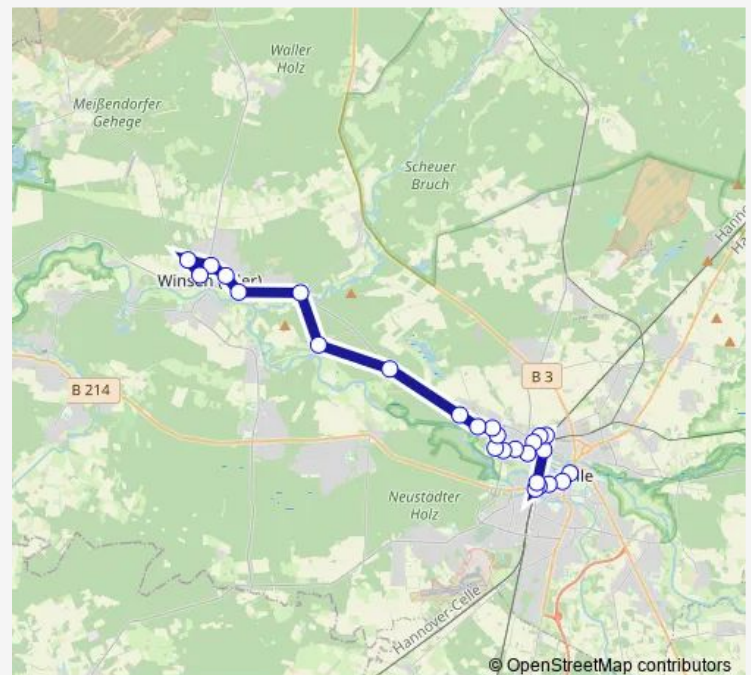 Waller
Holz
Meißendorfer
Gehege
Scheuer
Bruch
B 3
B 214
Neustädter
Holz
Hannover-Celle
© OpenStreetMap contributors